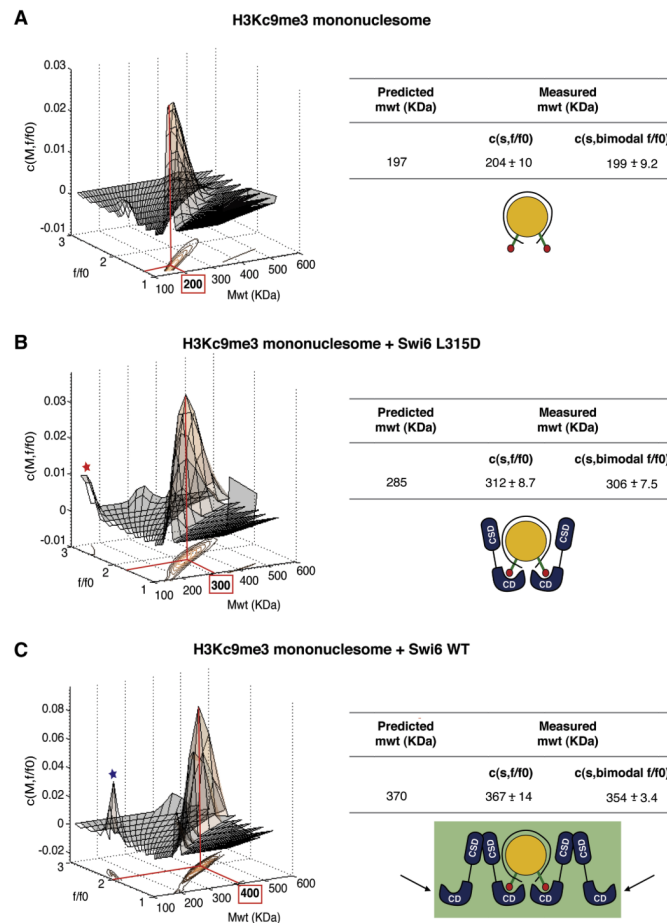 A
H3Kc9me3 mononuclesome
0.03
0.02
0.01
0
-0.01
c(M,f/f0)
3
2
1
f/f0
100
200
300
400
500
600
Mwt (KDa)
Predicted mwt (KDa)
Measured mwt (KDa)
c(s,f/f0) c(s,bimodal f/f0)
197 204 ± 10 199 ± 9.2
B
H3Kc9me3 mononuclesome + Swi6 L315D
0.03
0.02
0.01
0
-0.01
c(M,f/f0)
3
2
1
f/f0
100
200
300
400
500
600
Mwt (KDa)
Predicted mwt (KDa)
Measured mwt (KDa)
c(s,f/f0) c(s,bimodal f/f0)
285 312 ± 8.7 306 ± 7.5
CSD
CSD
CD CD
C
H3Kc9me3 mononuclesome + Swi6 WT
0.08
0.06
0.04
0.02
0
-0.02
c(M,f/f0)
3
2
1
f/f0
100
200
300
400
500
600
Mwt (KDa)
Predicted mwt (KDa)
Measured mwt (KDa)
c(s,f/f0) c(s,bimodal f/f0)
370 367 ± 14 354 ± 3.4
CSD CSD CSD CSD
CD CD CD CD